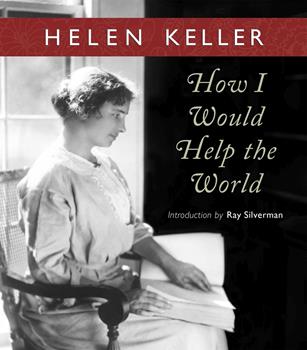 HELEN KELLER
How I
Would
Help the
World
Introduction by Ray Silverman